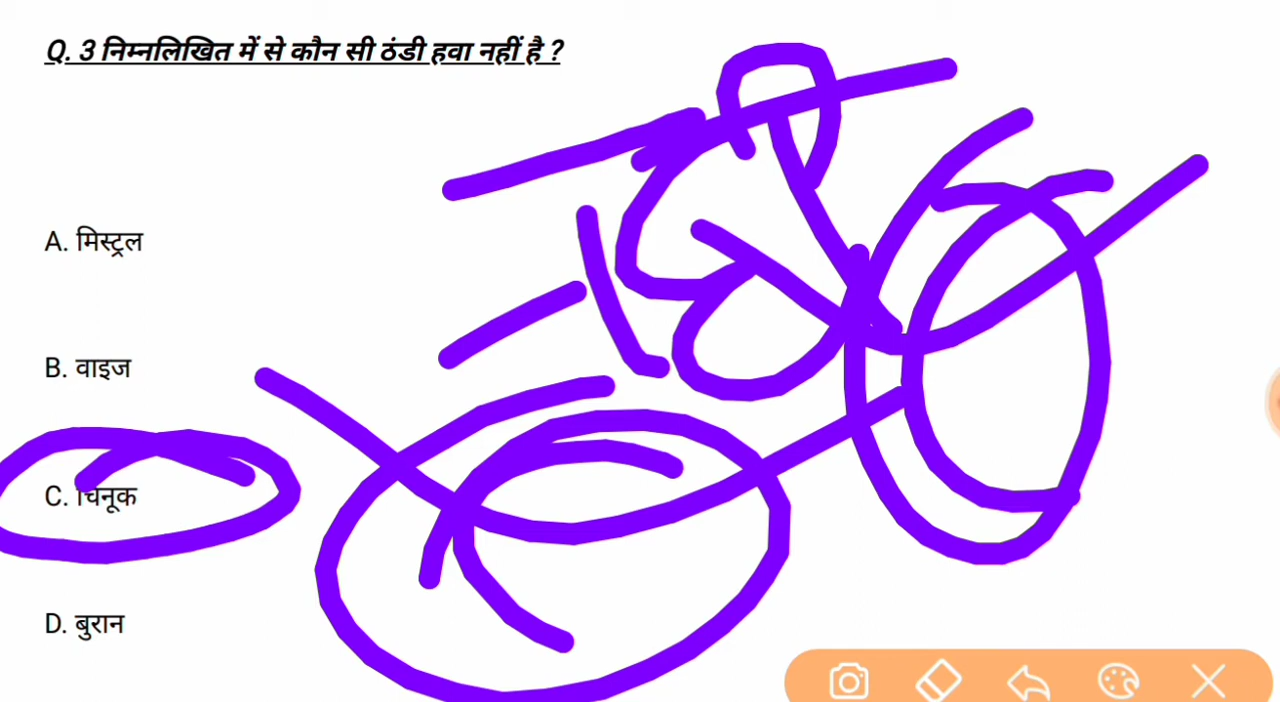 Q. 3 निम्नलिखित में से कौन सी ठंडी हवा नहीं है ?
A. मिस्ट्रल
B. वाइज
C. चिनूक
D. बुरान